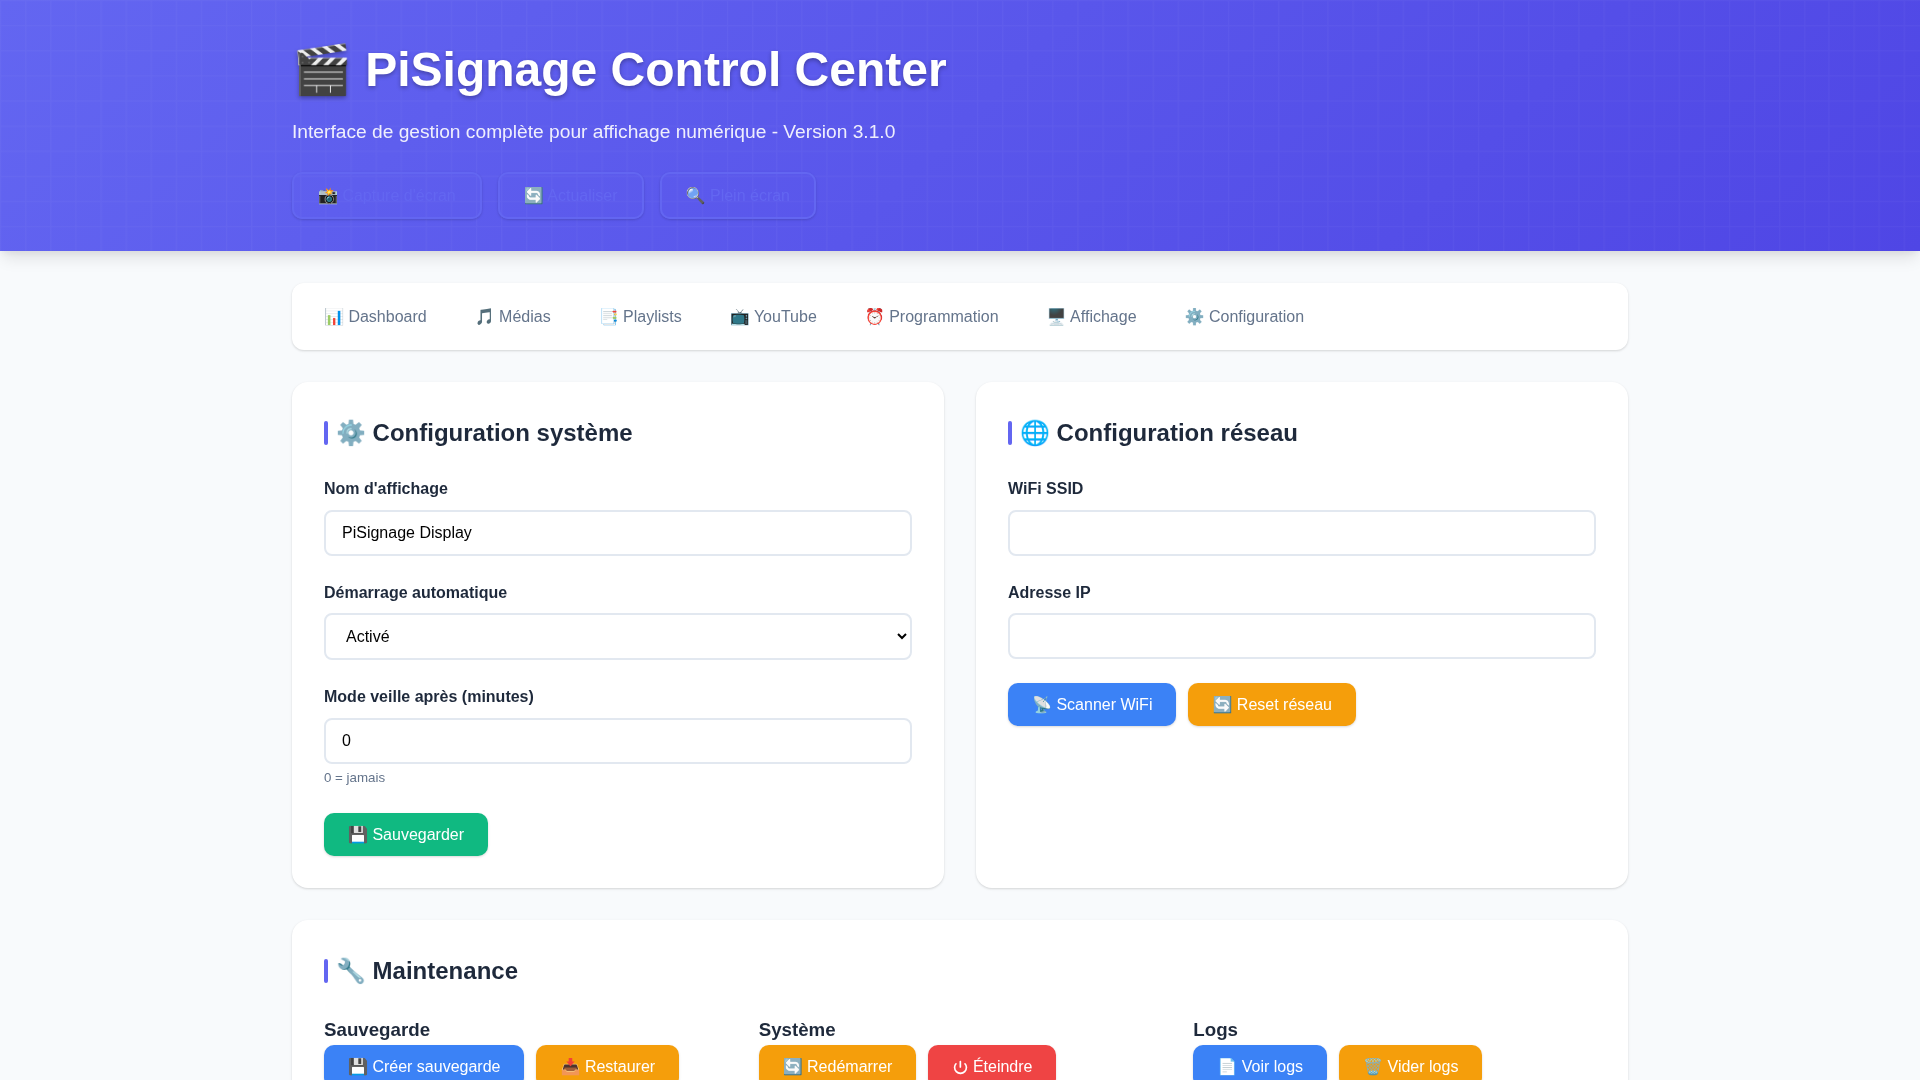 🎬 PiSignage Control Center
Interface de gestion complète pour affichage numérique - Version 3.1.0
📸 Capture d'écran 🔄 Actualiser 🔍 Plein écran
📊 Dashboard 🎵 Médias 📑 Playlists 📺 YouTube ⏰ Programmation 🖥️ Affichage ⚙️ Configuration
⚙️ Configuration système
Nom d'affichage
PiSignage Display
Démarrage automatique
Activé
Mode veille après (minutes)
0
0 = jamais
💾 Sauvegarder
🌐 Configuration réseau
WiFi SSID
Adresse IP
📡 Scanner WiFi 🔄 Reset réseau
🔧 Maintenance
Sauvegarde
💾 Créer sauvegarde 📥 Restaurer
Système
🔄 Redémarrer ⏻ Éteindre
Logs
📄 Voir logs 🗑️ Vider logs